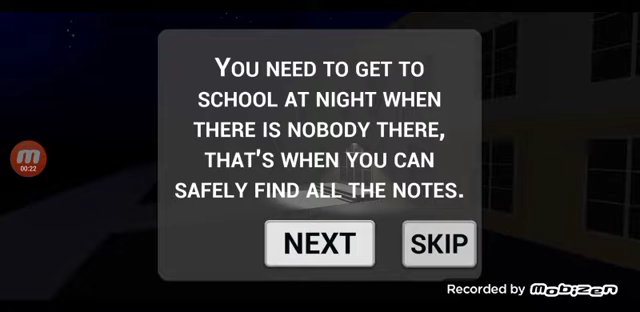 YOU NEED TO GET TO
SCHOOL AT NIGHT WHEN
THERE IS NOBODY THERE,
THAT'S WHEN YOU CAN
SAFELY FIND ALL THE NOTES.
NEXT SKIP
m
00:22
Recorded by mobizen